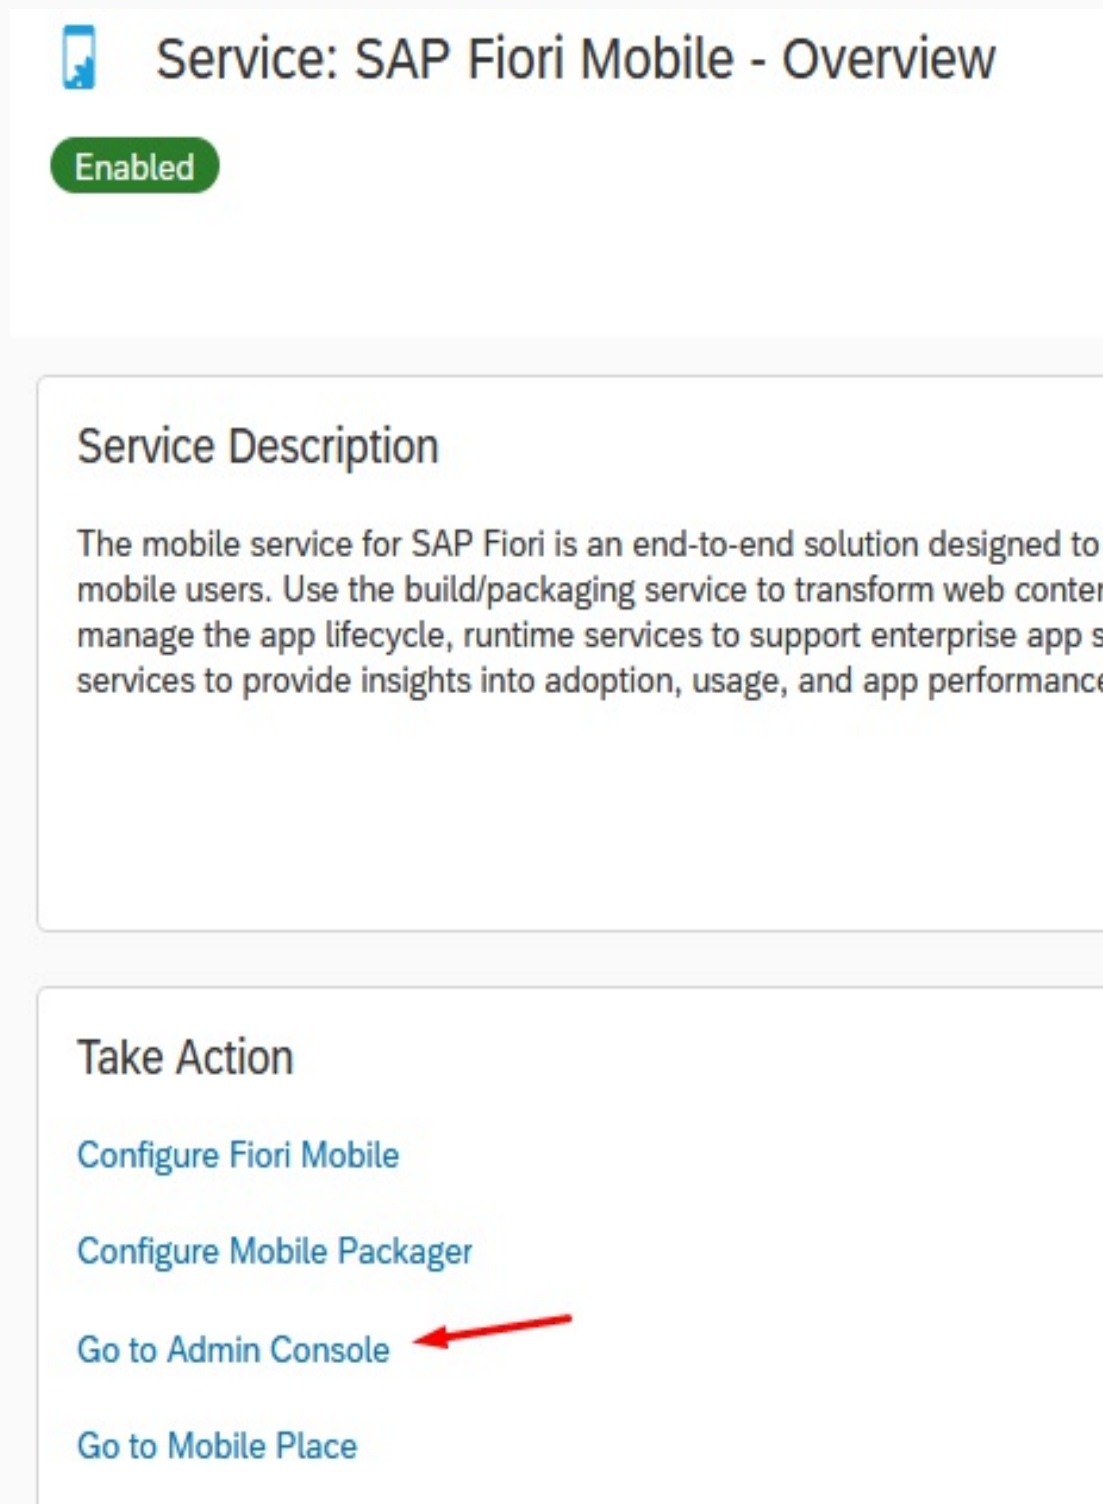 Service: SAP Fiori Mobile - Overview
Enabled
Service Description
The mobile service for SAP Fiori is an end-to-end solution designed to
mobile users. Use the build/packaging service to transform web
manage the app lifecycle, runtime services to support enterprise app
services to provide insights into adoption, usage, and app
Take Action
Configure Fiori Mobile
Configure Mobile Packager
Go to Admin Console
Go to Mobile Place